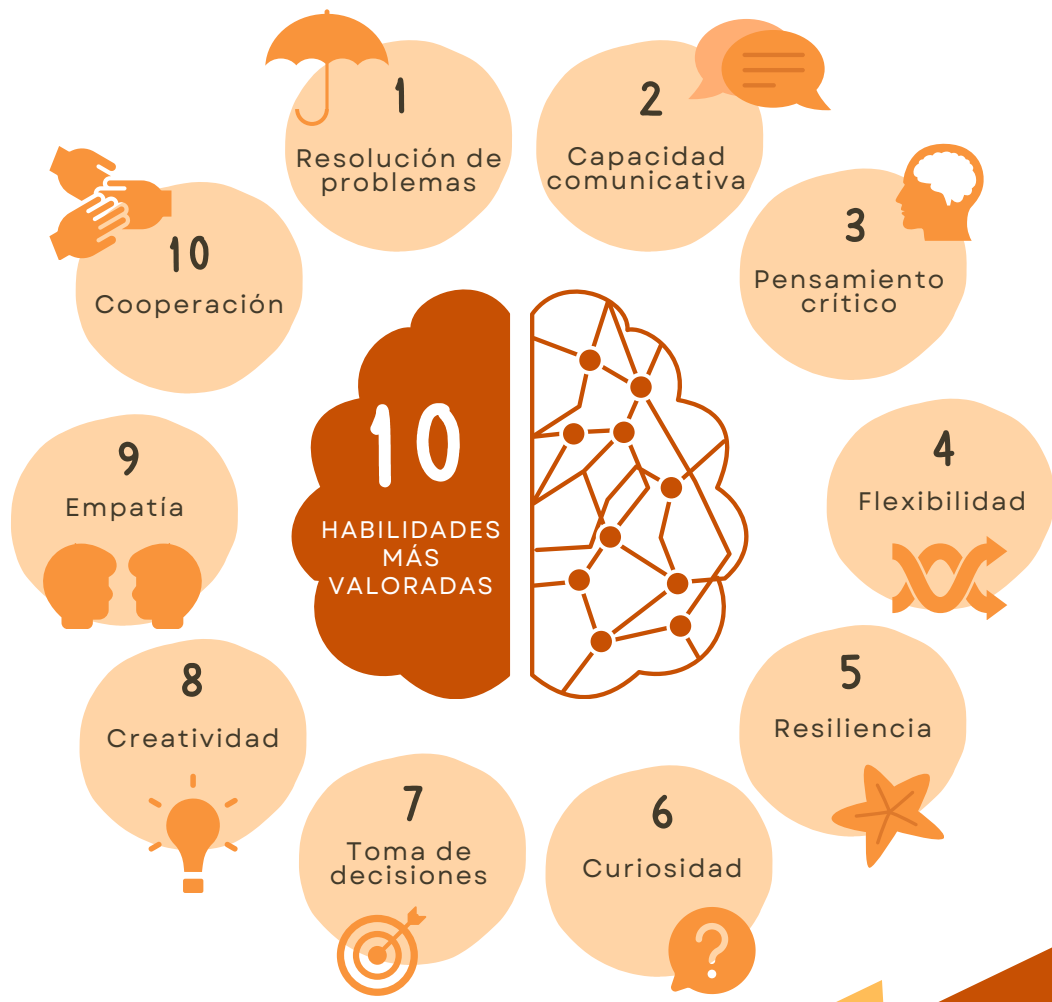 10
HABILIDADES
MÁS
VALORADAS
1
Resolución de
problemas
2
Capacidad
comunicativa
3
Pensamiento
crítico
4
Flexibilidad
5
Resiliencia
6
Curiosidad
?
7
Toma de
decisiones
8
Creatividad
9
Empatía
10
Cooperación